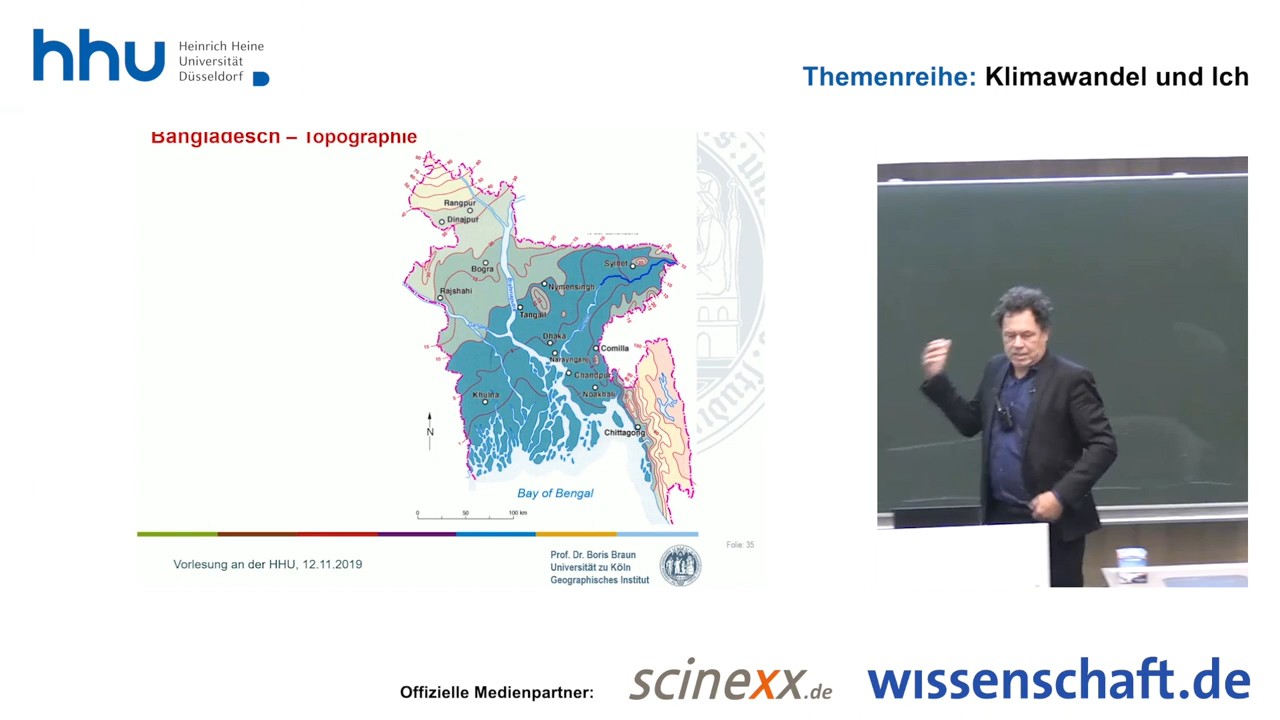 hhu Heinrich Heine
Universität
Düsseldorf
Themenreihe: Klimawandel und Ich
Bangladesch – Topographie
Rangpur
Dinajpur
Bogra
Sylhet
Rajshahi
Nymensingh
Tangail
Dhaka
Comilla
Naraynganj
Chandpur
Khulna
Noakhali
N
Chittagong
Bay of Bengal
0 50 100 km
Folie: 35
Vorlesung an der HHU, 12.11.2019
Prof. Dr. Boris Braun
Universität zu Köln
Geographisches Institut
Offizielle Medienpartner:
scinexx.de
wissenschaft.de